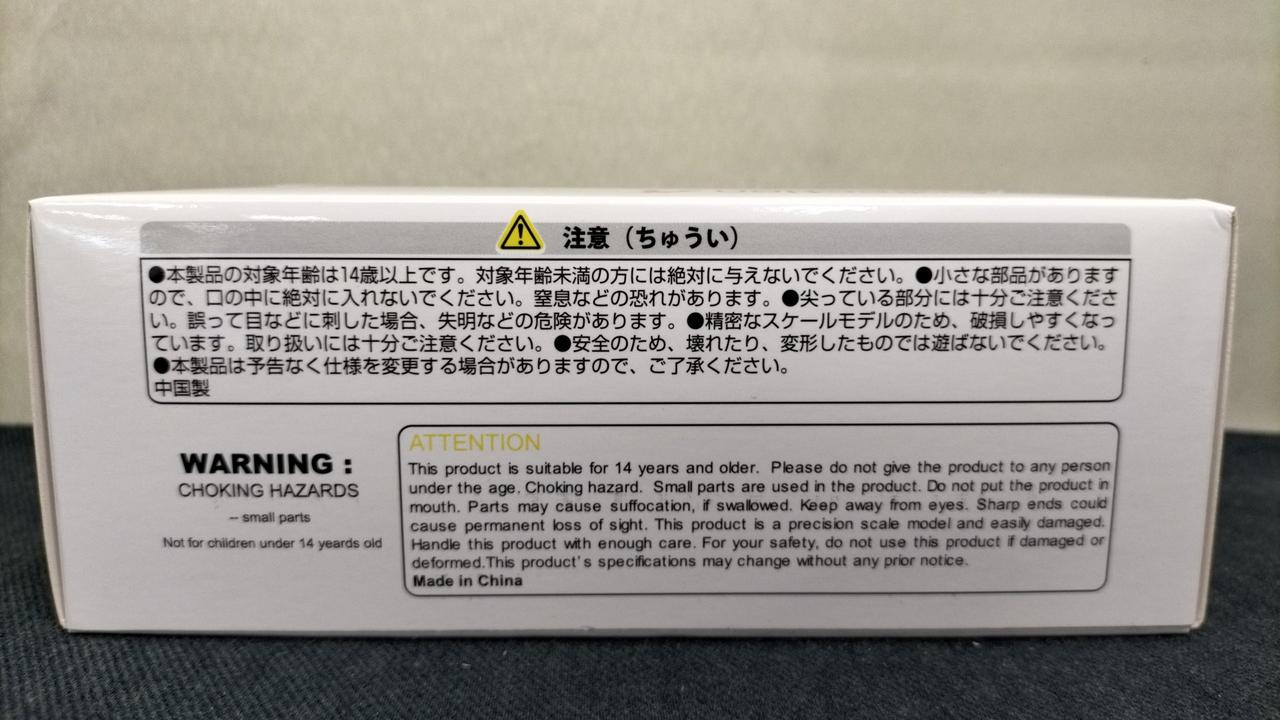 注意（ちゅうい）
●本製品の対象年齢は14歳以上です。対象年齢未満の方には絶対に与えないでください。●小さな部品があります
ので、口の中に絶対に入れないでください。窒息などの恐れがあります。●尖っている部分には十分ご注意くださ
い。誤って目などに刺した場合、失明などの危険があります。●精密なスケールモデルのため、破損しやすくなっ
ています。取り扱いには十分ご注意ください。●安全のため、壊れたり、変形したものでは遊ばないでください。
●本製品は予告なく仕様を変更する場合がありますので、ご了承ください。
中国製
WARNING :
CHOKING HAZARDS
– small parts
Not for children under 14 yeards old
ATTENTION
This product is suitable for 14 years and older. Please do not give the product to any person
under the age. Choking hazard. Small parts are used in the product. Do not put the product in
mouth. Parts may cause suffocation, if swallowed. Keep away from eyes. Sharp ends could
cause permanent loss of sight. This product is a precision scale model and easily damaged.
Handle this product with enough care. For your safety, do not use this product if damaged or
deformed.This product's specifications may change without any prior notice.
Made in China